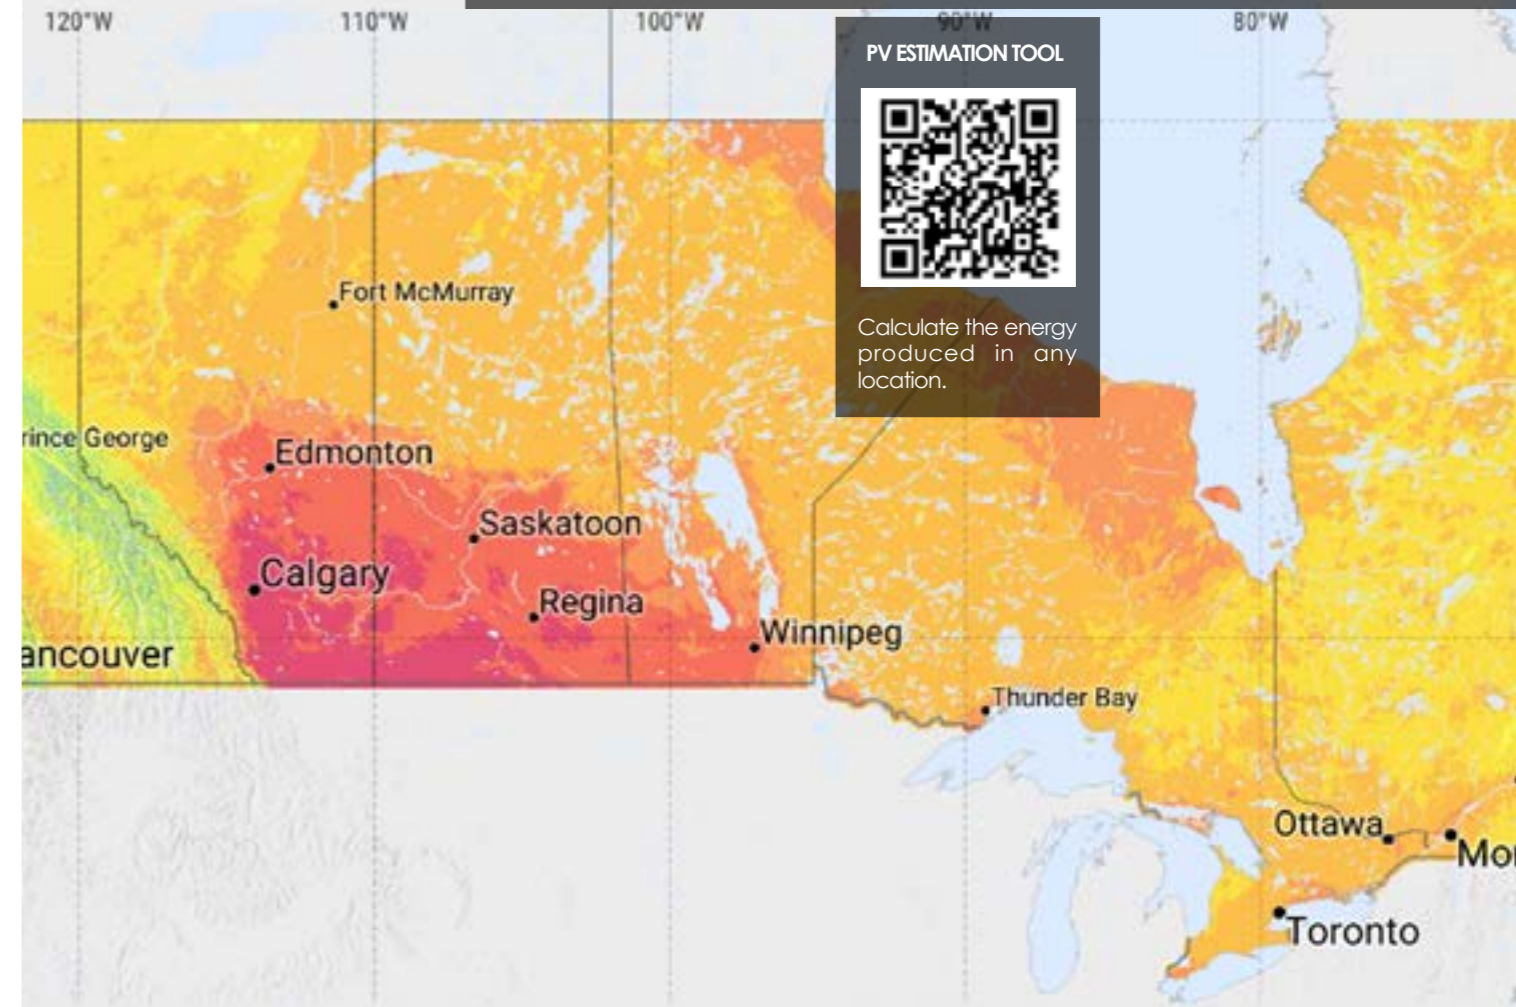 120°W 110°W 100°W 90°W 80°W
PV ESTIMATION TOOL
Calculate the energy
produced in any
location.
Fort McMurray
rince George
Edmonton
Saskatoon
Calgary
Regina
Winnipeg
ancouver
Thunder Bay
Ottawa
Mo
Toronto